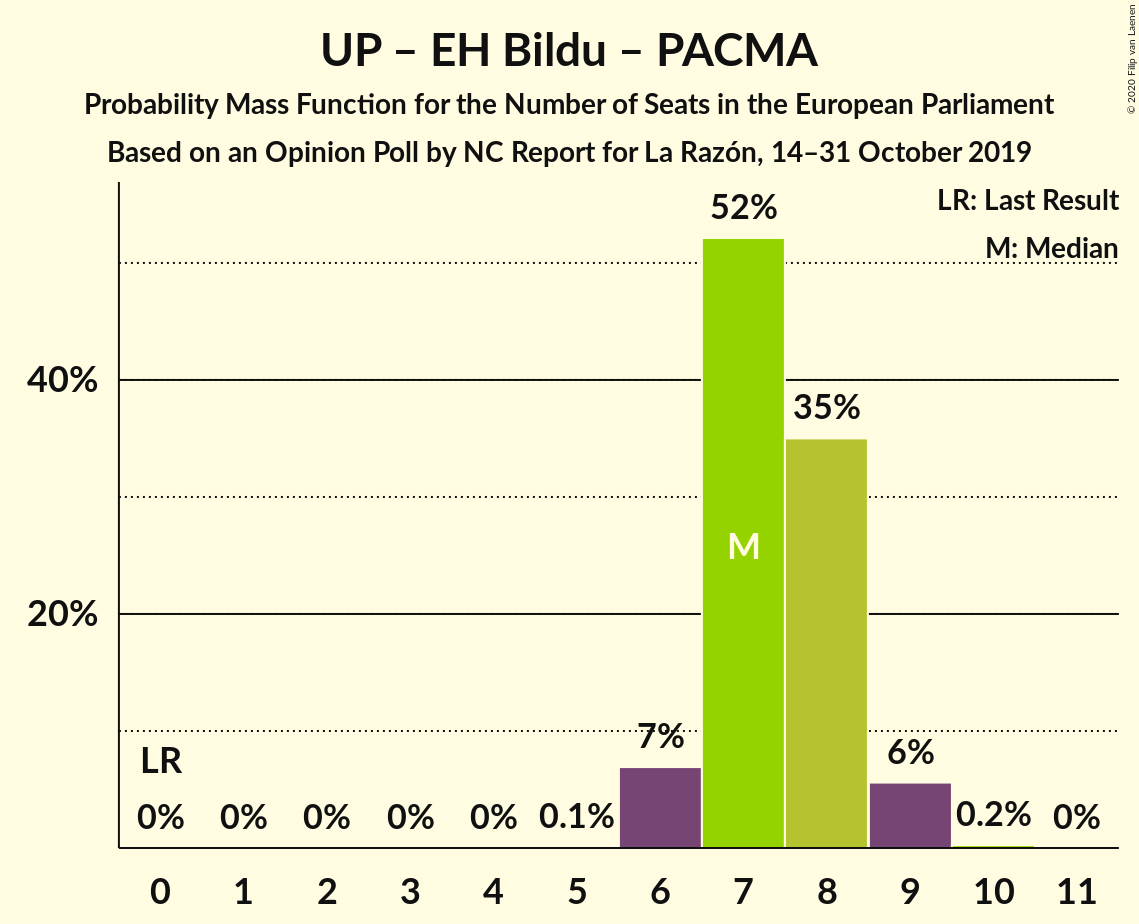 UP – EH Bildu – PACMA
Probability Mass Function for the Number of Seats in the European Parliament
Based on an Opinion Poll by NC Report for La Razón, 14–31 October 2019
© 2020 Filip van Laenen
LR: Last Result
M: Median
52%
40%
35%
M
20%
LR
7%
6%
0% 0% 0% 0% 0% 0.1% 0.2% 0%
0 1 2 3 4 5 6 7 8 9 10 11